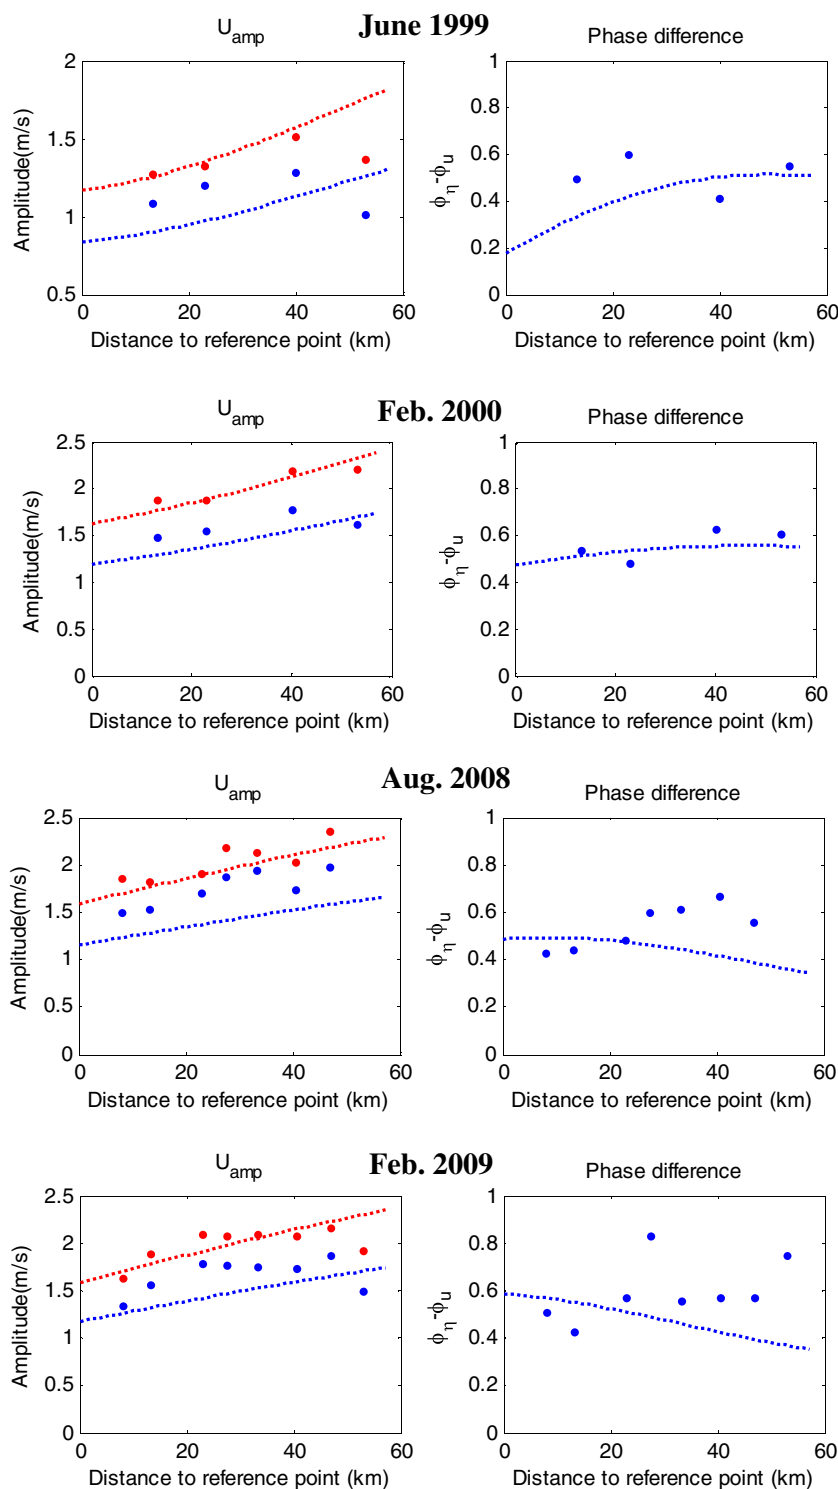 June 1999
U_amp
Phase difference
2
1.5
1
0.5
Amplitude(m/s)
0 20 40 60
Distance to reference point (km)
1
0.8
0.6
0.4
0.2
0
ϕ_η-ϕ_u
0 20 40 60
Distance to reference point (km)
Feb. 2000
U_amp
Phase difference
2.5
2
1.5
1
0.5
0
Amplitude(m/s)
0 20 40 60
Distance to reference point (km)
1
0.8
0.6
0.4
0.2
0
ϕ_η-ϕ_u
0 20 40 60
Distance to reference point (km)
Aug. 2008
U_amp
Phase difference
2.5
2
1.5
1
0.5
0
Amplitude(m/s)
0 20 40 60
Distance to reference point (km)
1
0.8
0.6
0.4
0.2
0
ϕ_η-ϕ_u
0 20 40 60
Distance to reference point (km)
Feb. 2009
U_amp
Phase difference
2.5
2
1.5
1
0.5
0
Amplitude(m/s)
0 20 40 60
Distance to reference point (km)
1
0.8
0.6
0.4
0.2
0
ϕ_η-ϕ_u
0 20 40 60
Distance to reference point (km)